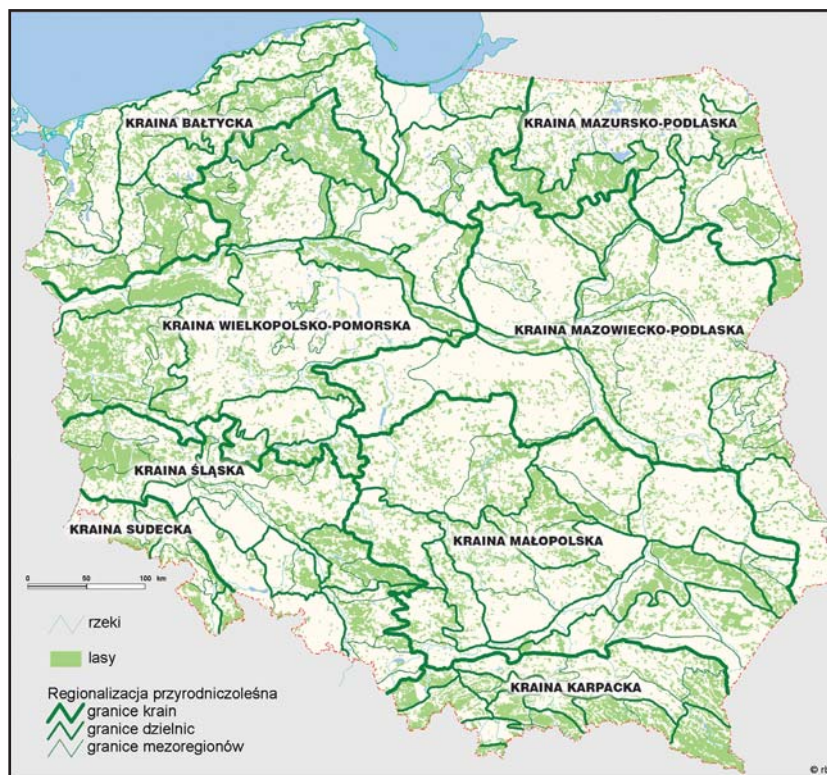 KRAINA BAŁTYCKA
KRAINA MAZURSKO-PODLASKA
KRAINA WIELKOPOLSKO-POMORSKA
KRAINA MAZOWIECKO-PODLASKA
KRAINA ŚLĄSKA
KRAINA SUDECKA
KRAINA MAŁOPOLSKA
KRAINA KARPACKA
0 50 100 km
rzeki
lasy
Regionalizacja przyrodniczoleśna
granice krain
granice dzielnic
granice mezoregionów